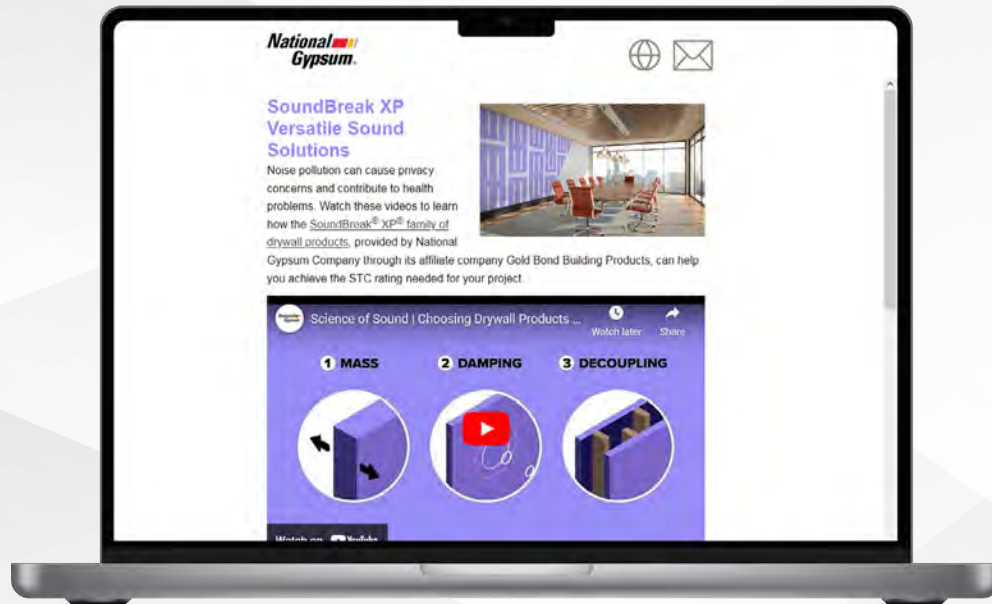 National
Gypsum.
SoundBreak XP
Versatile Sound
Solutions
Noise pollution can cause privacy
concerns and contribute to health
problems. Watch these videos to learn
how the SoundBreak® XP® family of
drywall products, provided by National
Gypsum Company through its affiliate company Gold Bond Building Products, can help
you achieve the STC rating needed for your project.
Science of Sound | Choosing Drywall Products ...
Watch later
Share
1 MASS
2 DAMPING
3 DECOUPLING
Watch on YouTube